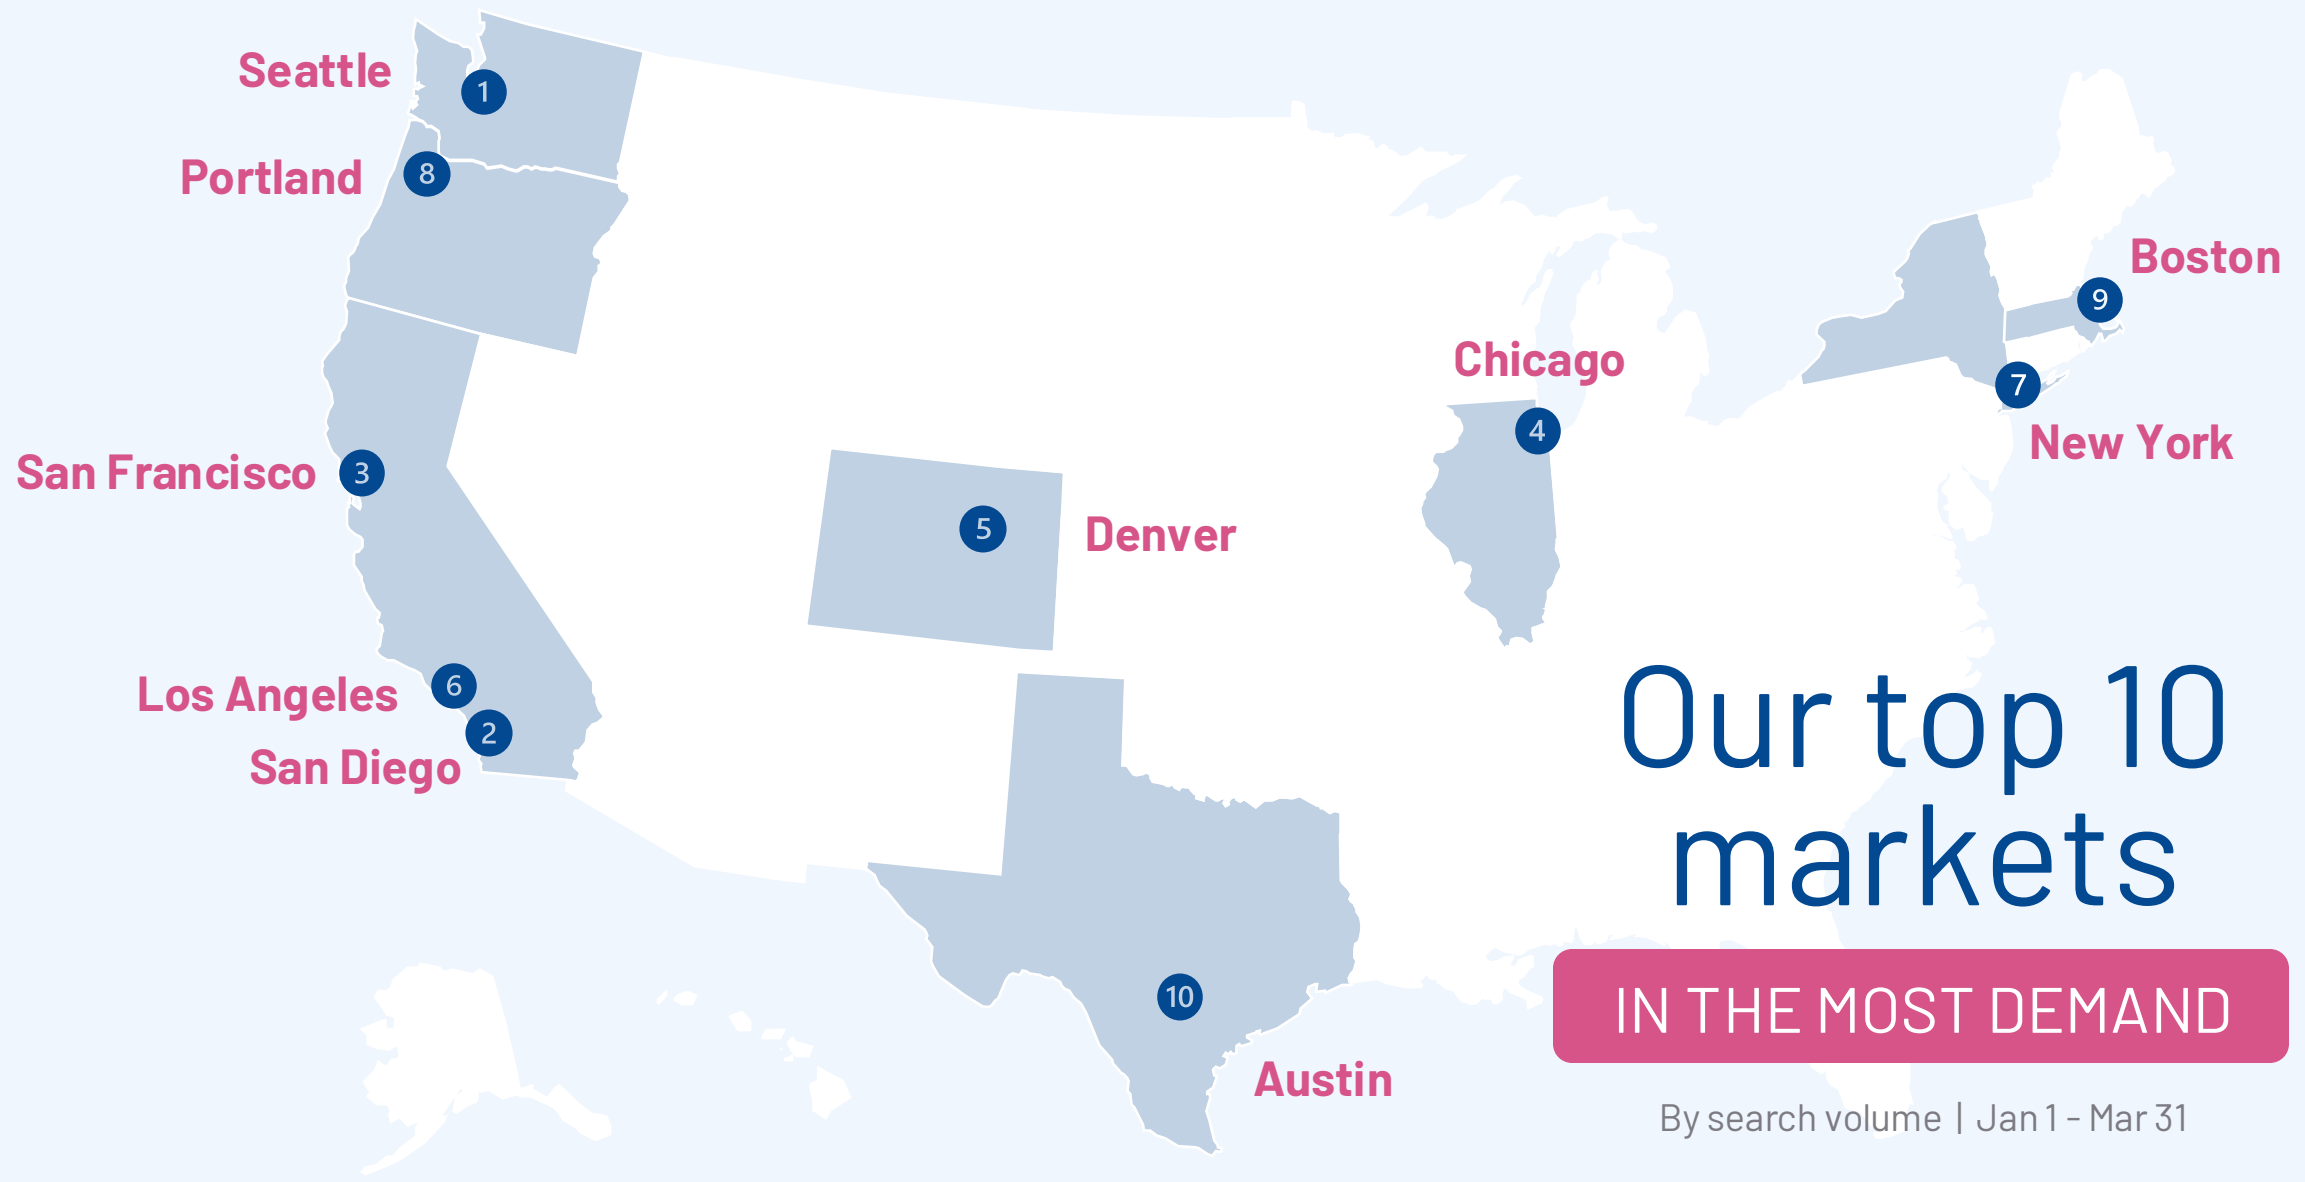 Seattle
1
Portland
8
Boston
9
Chicago
4
7
New York
San Francisco
3
5
Denver
Los Angeles
6
2
San Diego
10
Austin
Our top 10
markets
IN THE MOST DEMAND
By search volume | Jan 1 - Mar 31